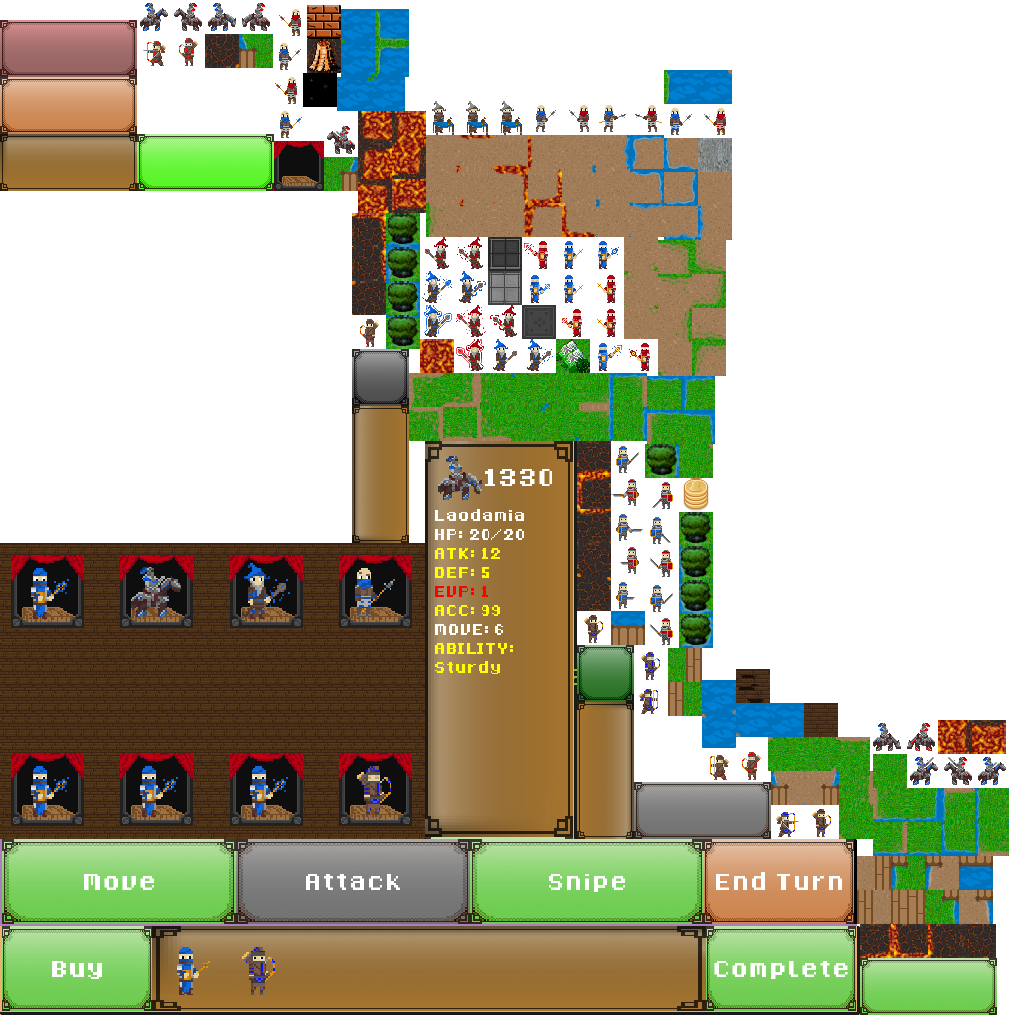 1330
Laodamia
HP: 20/20
ATK: 12
DEF: 5
EVP: 1
ACC: 99
MOVE: 6
ABILITY:
Sturdy
Move
Attack
Snipe
End Turn
Buy
Complete